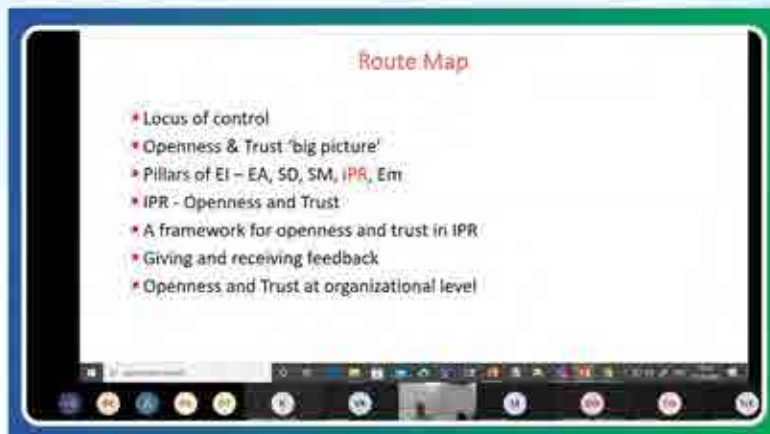 Route Map
Locus of control
Openness & Trust 'big picture'
Pillars of EI – EA, SD, SM, IPR, Em
IPR - Openness and Trust
A framework for openness and trust in IPR
Giving and receiving feedback
Openness and Trust at organizational level